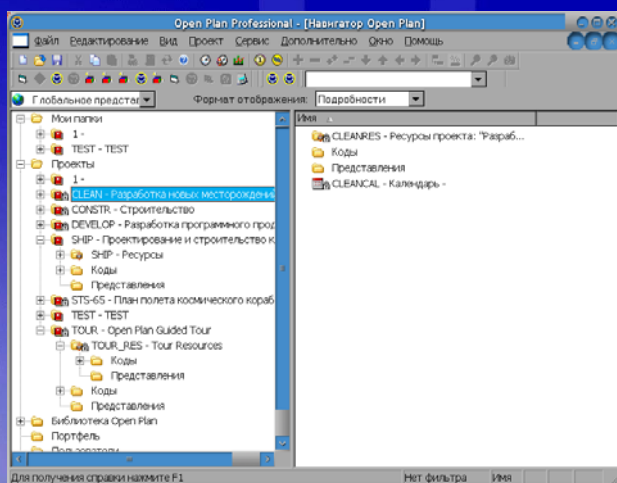 Open Plan Professional - [Навигатор Open Plan]
Файл Редактирование Вид Проект Сервис Дополнительно Окно Помощь
Глобальное предстае Формат отображения: Подробности
Мои папки
1 -
TEST - TEST
Проекты
1 -
CLEAN - Разработка новых месторождений
CONSTR - Строительство
DEVELOP - Разработка программного прод
SHIP - Проектирование и строительство к
SHIP - Ресурсы
Коды
Представления
STS-65 - План полета космического кораб
TEST - TEST
TOUR - Open Plan Guided Tour
TOUR_RES - Tour Resources
Коды
Представления
Коды
Представления
Библиотека Open Plan
Портфель
Пользователи
Имя
CLEANRES - Ресурсы проекта: "Разраб...
Коды
Представления
CLEANCAL - Календарь -
Для получения справки нажмите F1
Нет фильтра Имя